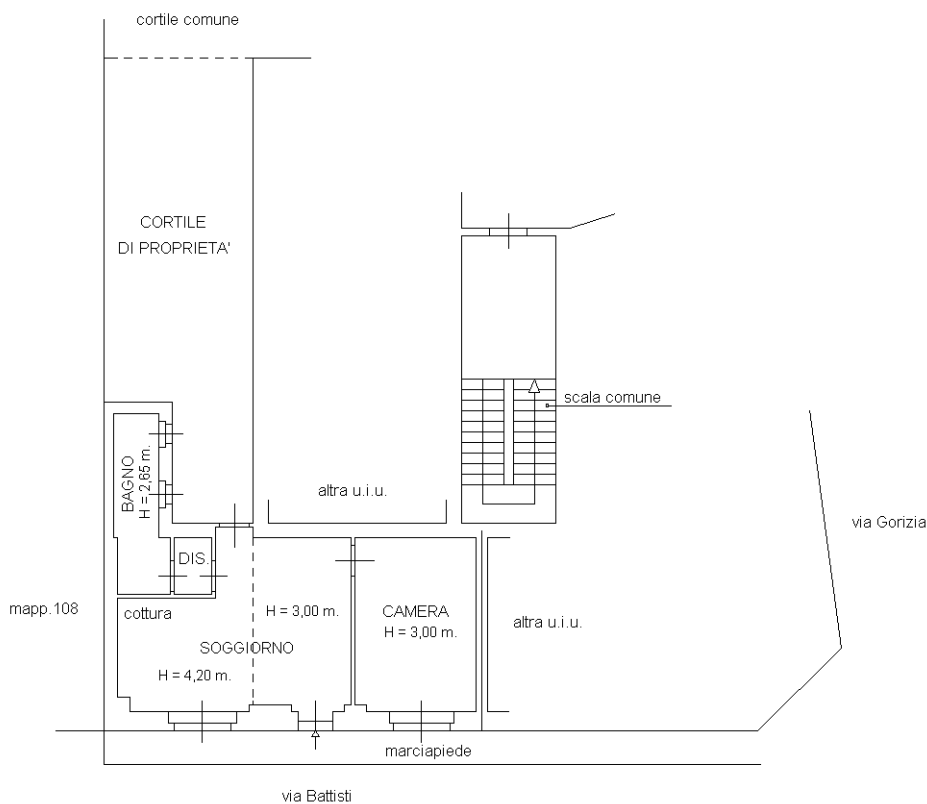 cortile comune
CORTILE
DI PROPRIETA'
scala comune
BAGNO
H = 2,65 m.
altra u.i.u.
via Gorizia
DIS.
mapp.108
cottura
H = 3,00 m.
CAMERA
H = 3,00 m.
altra u.i.u.
SOGGIORNO
H = 4,20 m.
marciapiede
via Battisti